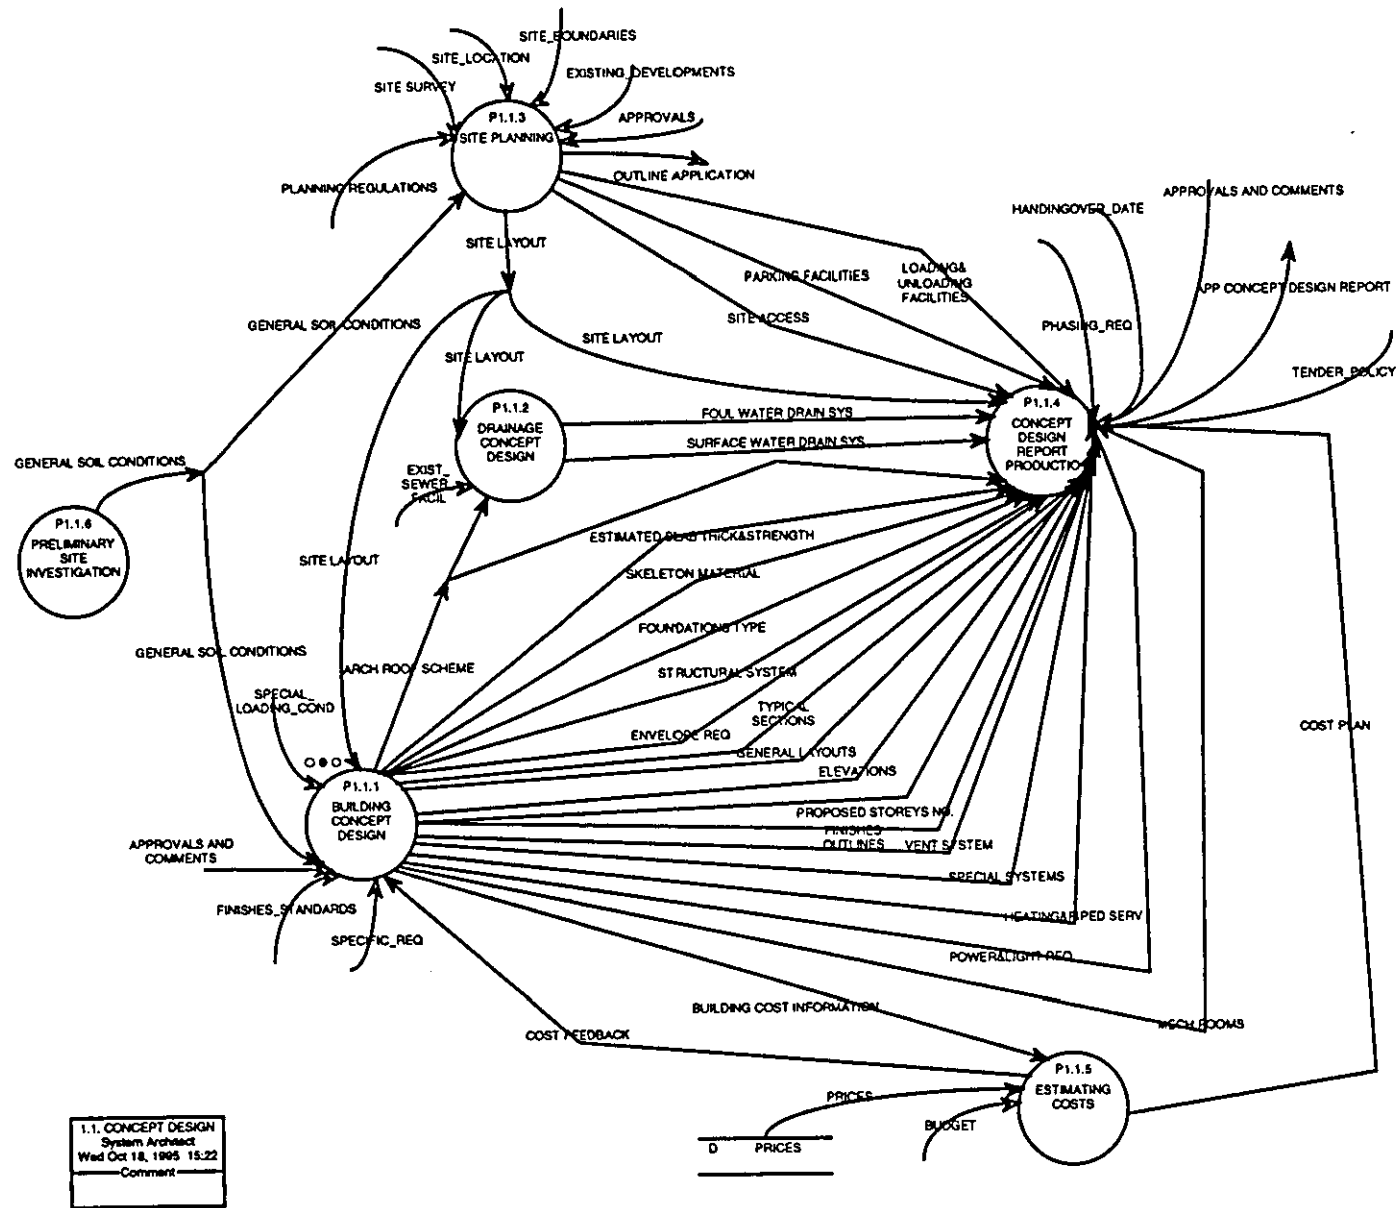 SITE_BOUNDARIES
SITE_LOCATION
EXISTING_DEVELOPMENTS
SITE SURVEY
P1.1.3
SITE PLANNING
APPROVALS
OUTLINE APPLICATION
PLANNING REGULATIONS
APPROVALS AND COMMENTS
HANDINGOVER_DATE
SITE LAYOUT
LOADING&
UNLOADING
FACILITIES
PARKING FACILITIES
APP CONCEPT DESIGN REPORT
GENERAL SOIL CONDITIONS
SITE ACCESS
PHASING_REQ
SITE LAYOUT
SITE LAYOUT
TENDER_POLICY
P1.1.2
DRAINAGE
CONCEPT
DESIGN
FOUL WATER DRAIN SYS
SURFACE WATER DRAIN SYS
P1.1.4
CONCEPT
DESIGN
REPORT
PRODUCTION
GENERAL SOIL CONDITIONS
EXIST_
SEWER_
FACIL
P1.1.6
PRELIMINARY
SITE
INVESTIGATION
ESTIMATED SLAB TRICK&STRENGTH
SITE LAYOUT
SKELETON MATERIAL
FOUNDATIONS TYPE
GENERAL SOIL CONDITIONS
ARCH ROOF SCHEME
STRUCTURAL SYSTEM
SPECIAL_
LOADING_COND
TYPICAL
SECTIONS
COST PLAN
ENVELOPE REQ
GENERAL LAYOUTS
ELEVATIONS
P1.1.1
BUILDING
CONCEPT
DESIGN
PROPOSED STOREYS NO.
FINISHES
OUTLINES
VENT SYSTEM
APPROVALS AND
COMMENTS
SPECIAL SYSTEMS
FINISHES_STANDARDS
HEATING&PIPED SERV
SPECIFIC_REQ
POWER&LIGHT REQ
BUILDING COST INFORMATION
MECH ROOMS
COST FEEDBACK
P1.1.5
ESTIMATING
COSTS
PRICES
BUDGET
D PRICES
1.1. CONCEPT DESIGN
System Architect
Wed Oct 18, 1995 15:22
Comment